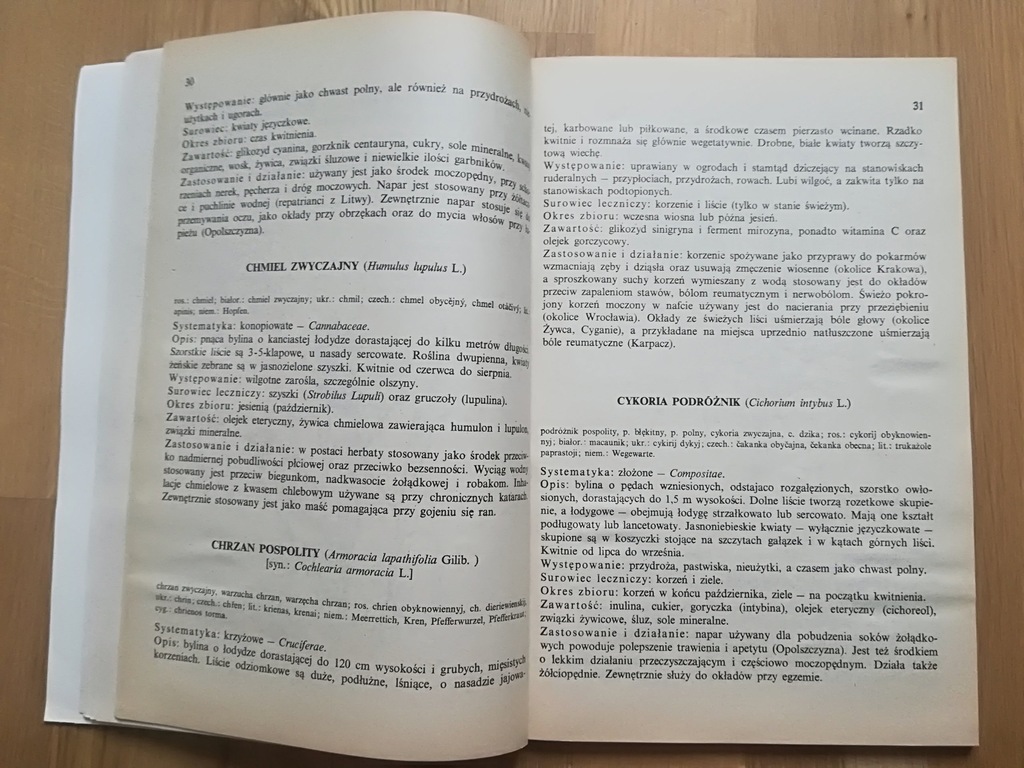 30
Występowanie: głównie jako chwast polny, ale również na przydrożach, nie-
użytkach i ugorach.
Surowiec: kwiaty języczkowe.
Okres zbioru: czas kwitnienia.
Zawartość: glikozyd cyanina, gorzknik centauryna, cukry, sole mineralne,
organiczne, wosk, żywica, związki śluzowe i niewielkie ilości garbników.
Zastosowanie i działanie: używany jest jako środek moczopędny, przy
rzeniach nerek, pęcherza i dróg moczowych. Napar jest stosowany przy żółtacz-
ce i puchlinie wodnej (repatrianci z Litwy). Zewnętrznie napar stosuje się do
przemywania oczu, jako okłady przy obrzękach oraz do mycia włosów przy
pieżu (Opolszczyzna).
CHMIEL ZWYCZAJNY (Humulus lupulus L.)
ros.: chmiel; białor.: chmiel zwyczajny; ukr.: chmil; czech.: chmel obyčějný, chmel otáčivý;
apinis; niem.: Hopfen.
Systematyka: konopiowate – Cannabaceae.
Opis: pnąca bylina o kanciastej łodydze dorastającej do kilku metrów długości.
Szorstkie liście są 3-5-klapowe, u nasady sercowate. Roślina dwupienna, kwiaty
żeńskie zebrane są w jasnozielone szyszki. Kwitnie od czerwca do sierpnia.
Występowanie: wilgotne zarośla, szczególnie olszyny.
Surowiec leczniczy: szyszki (Strobilus Lupuli) oraz gruczoły (lupulina).
Okres zbioru: jesienią (październik).
Zawartość: olejek eteryczny, żywica chmielowa zawierająca humulon i lupulon,
związki mineralne.
Zastosowanie i działanie: w postaci herbaty stosowany jako środek przeciw-
ko nadmiernej pobudliwości płciowej oraz przeciwko bezsenności. Wyciąg wodny
stosowany jest przeciw biegunkom, nadkwasocie żołądkowej i robakom. Inha-
lacje chmielowe z kwasem chlebowym używane są przy chronicznych katarach.
Zewnętrznie stosowany jest jako maść pomagająca przy gojeniu się ran.
CHRZAN POSPOLITY (Armoracia lapathifolia Gilib. )
[syn.: Cochlearia armoracia L.]
chrzan zwyczajny, warzucha chrzan, warzęcha chrzan; ros. chrien obyknowiennyj, ch. dieriewienskij;
ukr.: chrin; czech.: chřen; lit.: krienas, krenai; niem.: Meerrettich, Kren, Pfefferwurzel, Pfefferkraut;
cyg.: chrienos torma.
Systematyka: krzyżowe – Cruciferae.
Opis: bylina o łodydze dorastającej do 120 cm wysokości i grubych, mięsistych
korzeniach. Liście odziomkowe są duże, podłużne, lśniące, o nasadzie jajowa-
31
tej, karbowane lub piłkowane, a środkowe czasem pierzasto wcinane. Rzadko
kwitnie i rozmnaża się głównie wegetatywnie. Drobne, białe kwiaty tworzą szczy-
tową wiechę.
Występowanie: uprawiany w ogrodach i stamtąd dziczejący na stanowiskach
ruderalnych – przypłociach, przydrożach, rowach. Lubi wilgoć, a zakwita tylko na
stanowiskach podtopionych.
Surowiec leczniczy: korzenie i liście (tylko w stanie świeżym).
Okres zbioru: wczesna wiosna lub późna jesień.
Zawartość: glikozyd sinigryna i ferment mirozyna, ponadto witamina C oraz
olejek gorczycowy.
Zastosowanie i działanie: korzenie spożywane jako przyprawy do pokarmów
wzmacniają zęby i dziąsła oraz usuwają zmęczenie wiosenne (okolice Krakowa),
a sproszkowany suchy korzeń wymieszany z wodą stosowany jest do okładów
przeciw zapaleniom stawów, bólom reumatycznym i nerwobólom. Świeżo pokro-
jony korzeń moczony w nafcie używany jest do nacierania przy przeziębieniu
(okolice Wrocławia). Okłady ze świeżych liści uśmierzają bóle głowy (okolice
Żywca, Cyganie), a przykładane na miejsca uprzednio natłuszczone uśmierzają
bóle reumatyczne (Karpacz).
CYKORIA PODRÓŻNIK (Cichorium intybus L.)
podróżnik pospolity, p. błękitny, p. polny, cykoria zwyczajna, c. dzika; ros.: cykorij obyknowien-
nyj; białor.: macaunik; ukr.: cykirij dykyj; czech.: čakanka obyčajna, čekanka obecna; lit.: trukažole
paprastoji; niem.: Wegewarte.
Systematyka: złożone – Compositae.
Opis: bylina o pędach wzniesionych, odstajaco rozgałęzionych, szorstko owło-
sionych, dorastających do 1,5 m wysokości. Dolne liście tworzą rozetkowe skupie-
nie, a łodygowe – obejmują łodygę strzałkowato lub sercowato. Mają one kształt
podługowaty lub lancetowaty. Jasnoniebieskie kwiaty – wyłącznie języczkowate –
skupione są w koszyczki stojące na szczytach gałązek i w kątach górnych liści.
Kwitnie od lipca do września.
Występowanie: przydroża, pastwiska, nieużytki, a czasem jako chwast polny.
Surowiec leczniczy: korzeń i ziele.
Okres zbioru: korzeń w końcu października, ziele – na początku kwitnienia.
Zawartość: inulina, cukier, goryczka (intybina), olejek eteryczny (cichoreol),
związki żywicowe, śluz, sole mineralne.
Zastosowanie i działanie: napar używany dla pobudzenia soków żołądko-
wych powoduje polepszenie trawienia i apetytu (Opolszczyzna). Jest też środkiem
o lekkim działaniu przeczyszczającym i częściowo moczopędnym. Działa także
żółciopędnie. Zewnętrznie służy do okładów przy egzemie.